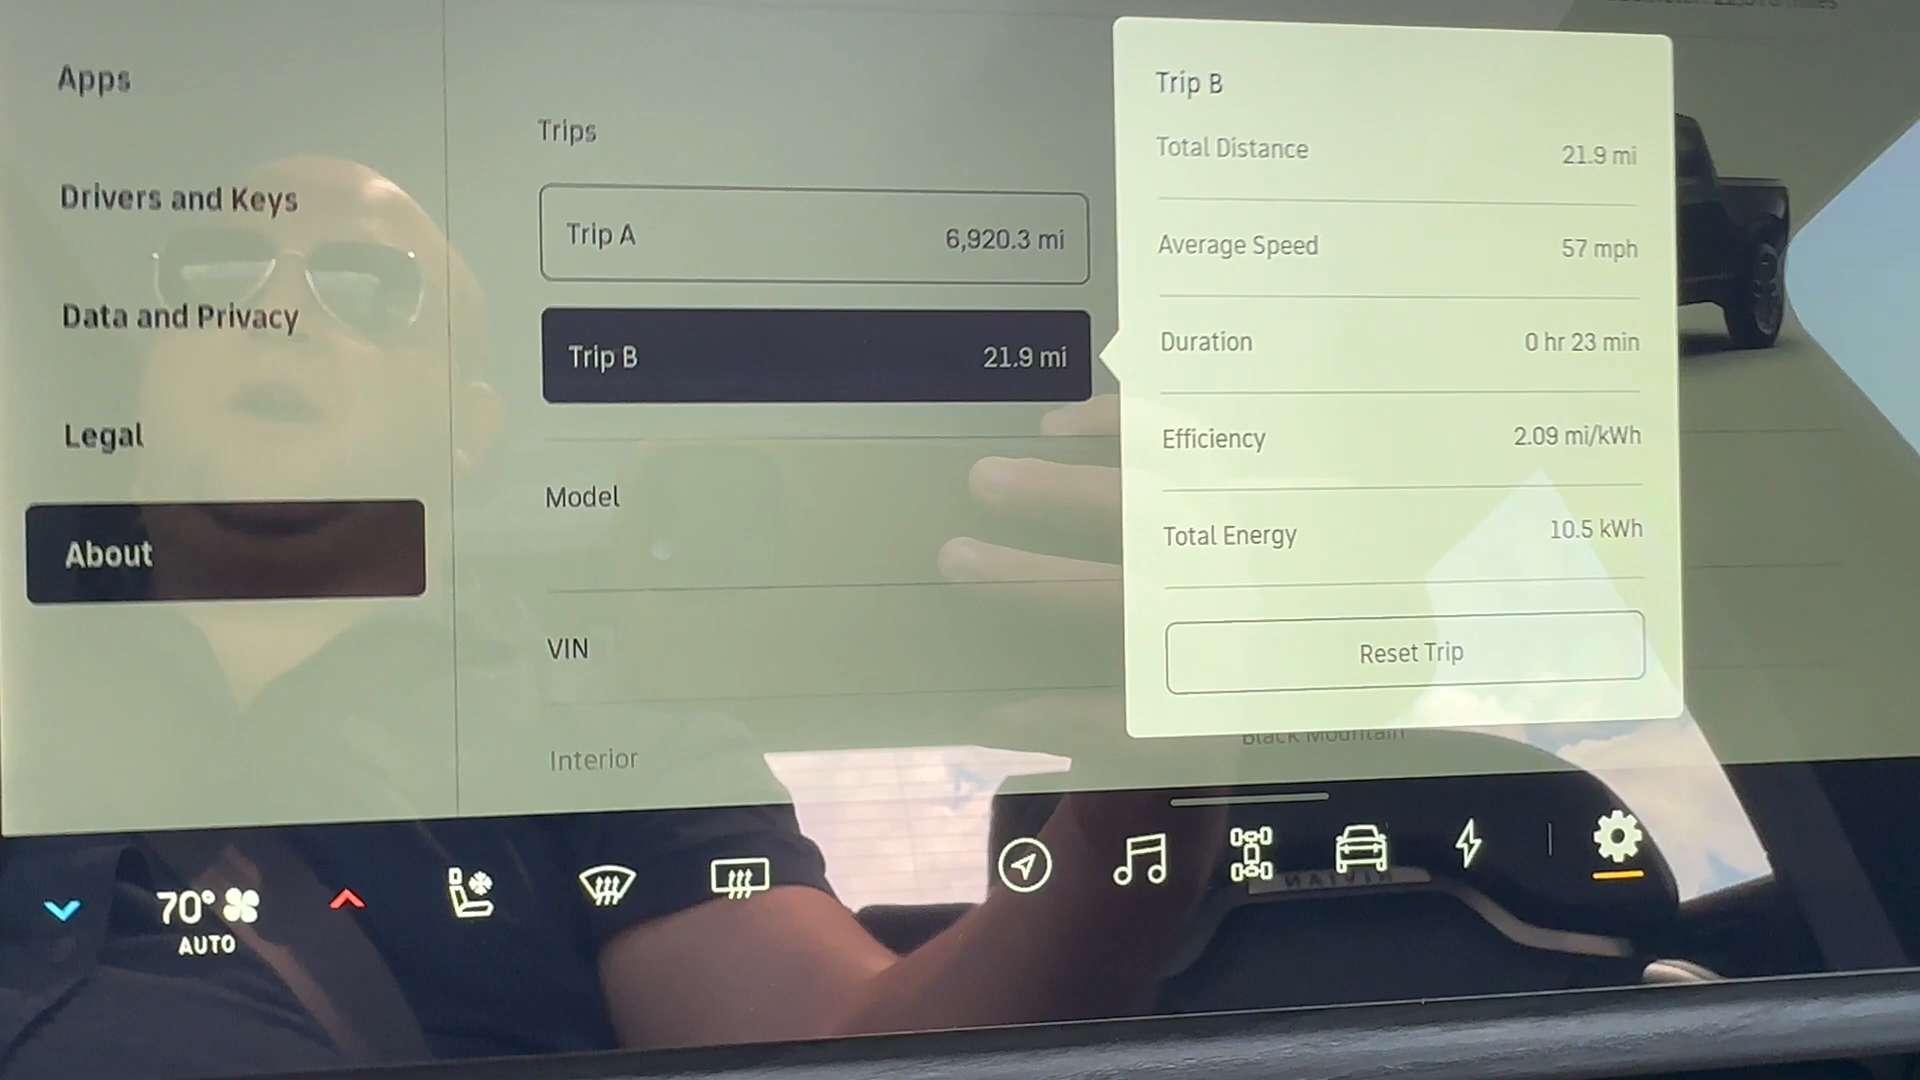 Apps
Drivers and Keys
Data and Privacy
Legal
About
Trips
Trip A 6,920.3 mi
Trip B 21.9 mi
Model
VIN
Interior
Trip B
Total Distance 21.9 mi
Average Speed 57 mph
Duration 0 hr 23 min
Efficiency 2.09 mi/kWh
Total Energy 10.5 kWh
Reset Trip
Black Mountain
70°
AUTO